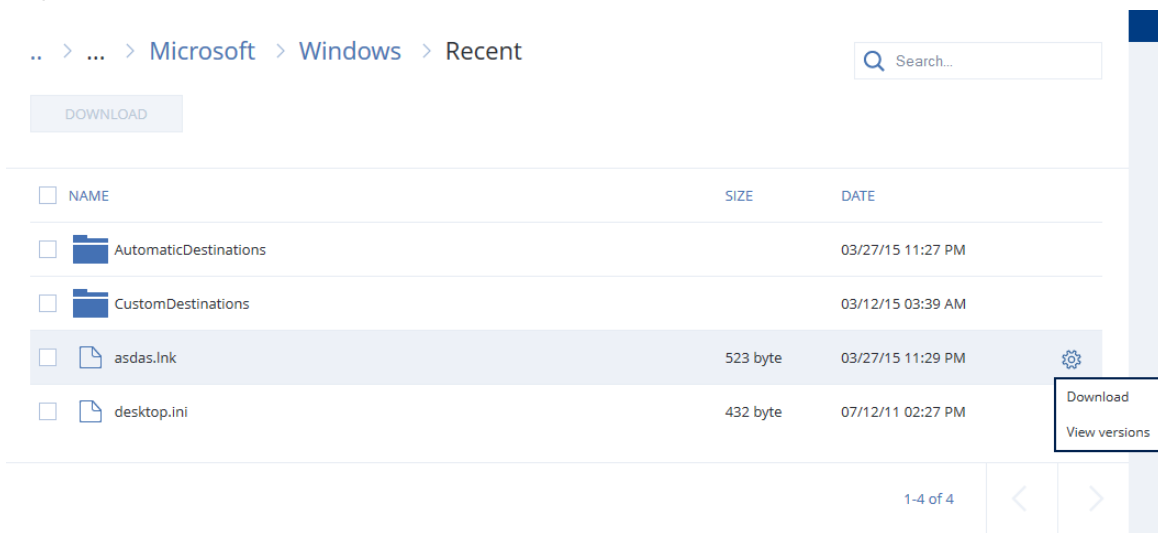 .. > ... > Microsoft > Windows > Recent
Search...
DOWNLOAD
NAME SIZE DATE
AutomaticDestinations 03/27/15 11:27 PM
CustomDestinations 03/12/15 03:39 AM
asdas.lnk 523 byte 03/27/15 11:29 PM
desktop.ini 432 byte 07/12/11 02:27 PM
Download
View versions
1-4 of 4